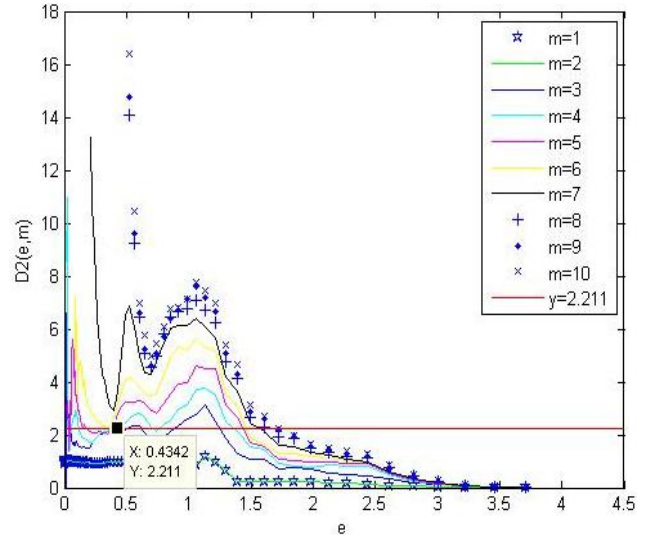 18
16
14
12
10
8
6
4
2
0
D2(e,m)
m=1
m=2
m=3
m=4
m=5
m=6
m=7
m=8
m=9
m=10
y=2.211
X: 0.4342
Y: 2.211
0 0.5 1 1.5 2 2.5 3 3.5 4 4.5
e